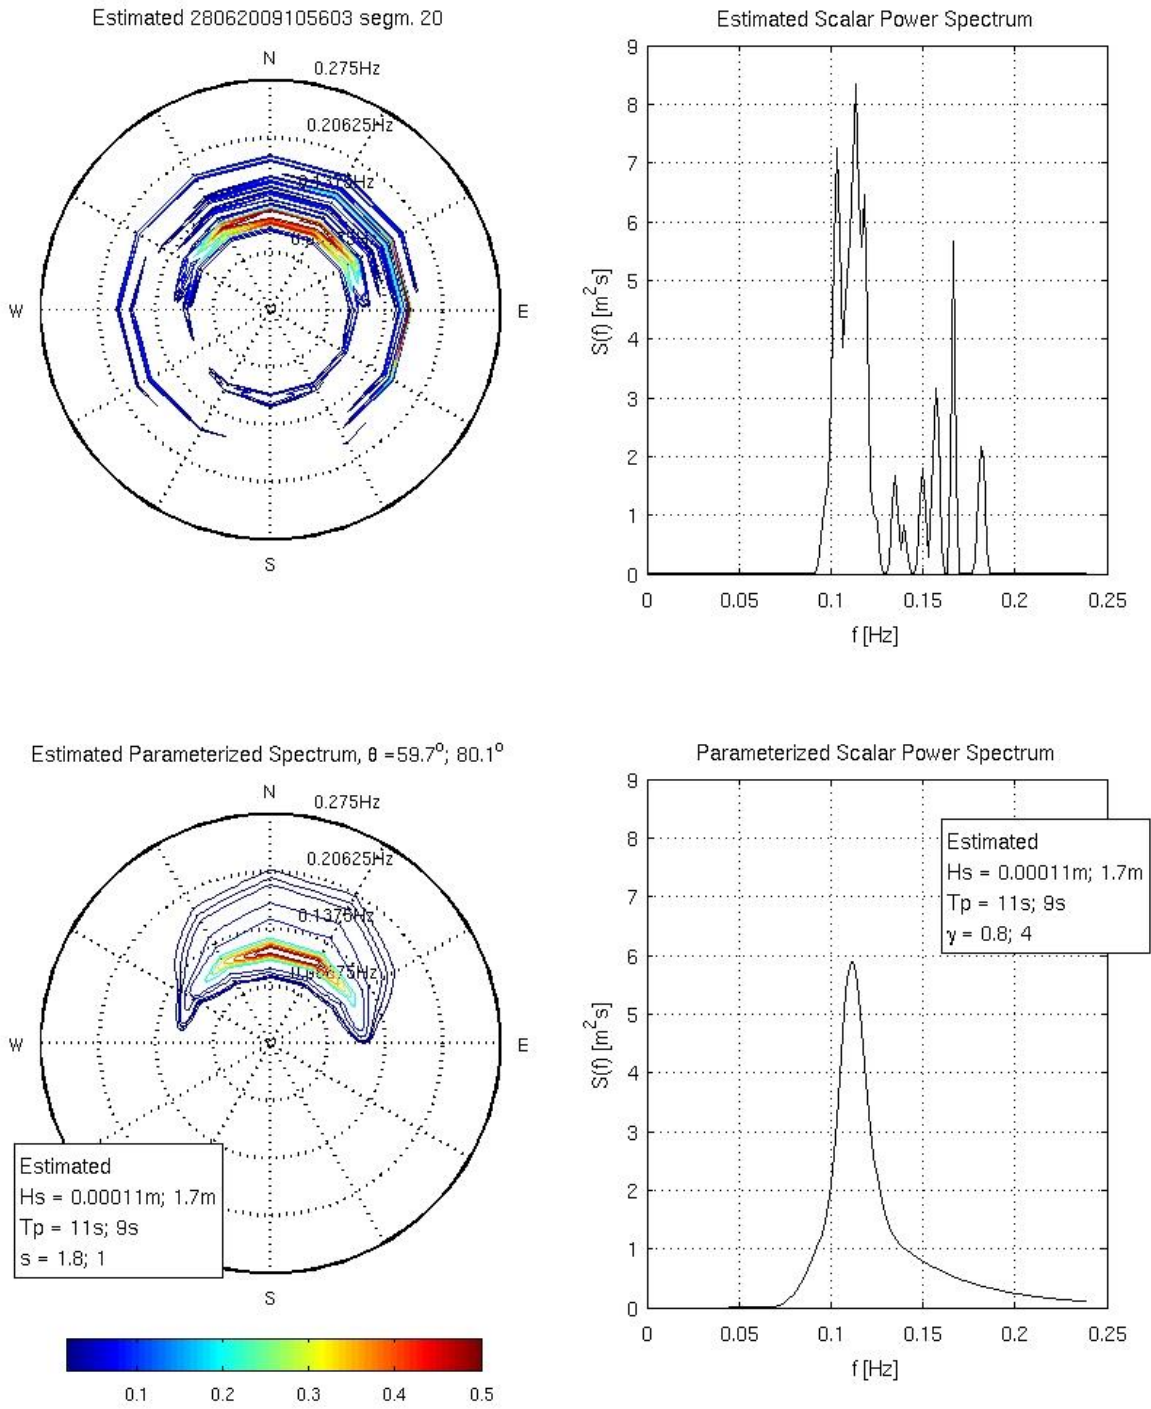 Estimated 28062009105603 segm. 20
N
0.275Hz
0.20625Hz
0.1375Hz
W
E
S
Estimated Scalar Power Spectrum
9
8
7
6
5
4
3
2
1
0
S(f) [m²s]
0
0.05
0.1
0.15
0.2
0.25
f [Hz]
Estimated Parameterized Spectrum, θ =59.7º; 80.1º
N
0.275Hz
0.20625Hz
0.1375Hz
W
E
S
Estimated
Hs = 0.00011m; 1.7m
Tp = 11s; 9s
s = 1.8; 1
0.1
0.2
0.3
0.4
0.5
Parameterized Scalar Power Spectrum
9
8
7
6
5
4
3
2
1
0
S(f) [m²s]
Estimated
Hs = 0.00011m; 1.7m
Tp = 11s; 9s
γ = 0.8; 4
0
0.05
0.1
0.15
0.2
0.25
f [Hz]